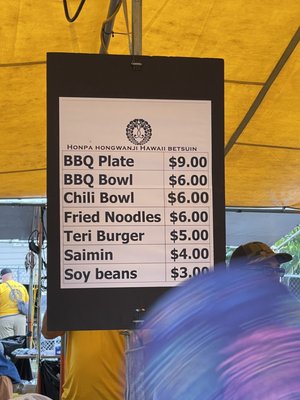 Honpa hongwanji Hawaii betsuin
BBQ Plate $9.00
BBQ Bowl $6.00
Chili Bowl $6.00
Fried Noodles $6.00
Teri Burger $5.00
Saimin $4.00
Soy beans $3.00